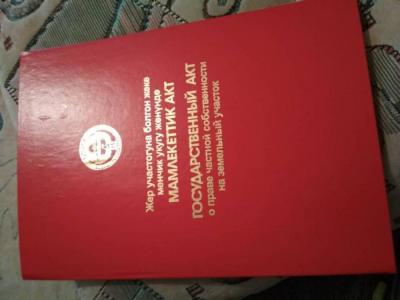 Жер участогуна болгон жеке
менчик укугу жөнүндө
МАМЛЕКЕТТИК АКТ
ГОСУДАРСТВЕННЫЙ АКТ
о праве частной собственности
на земельный участок